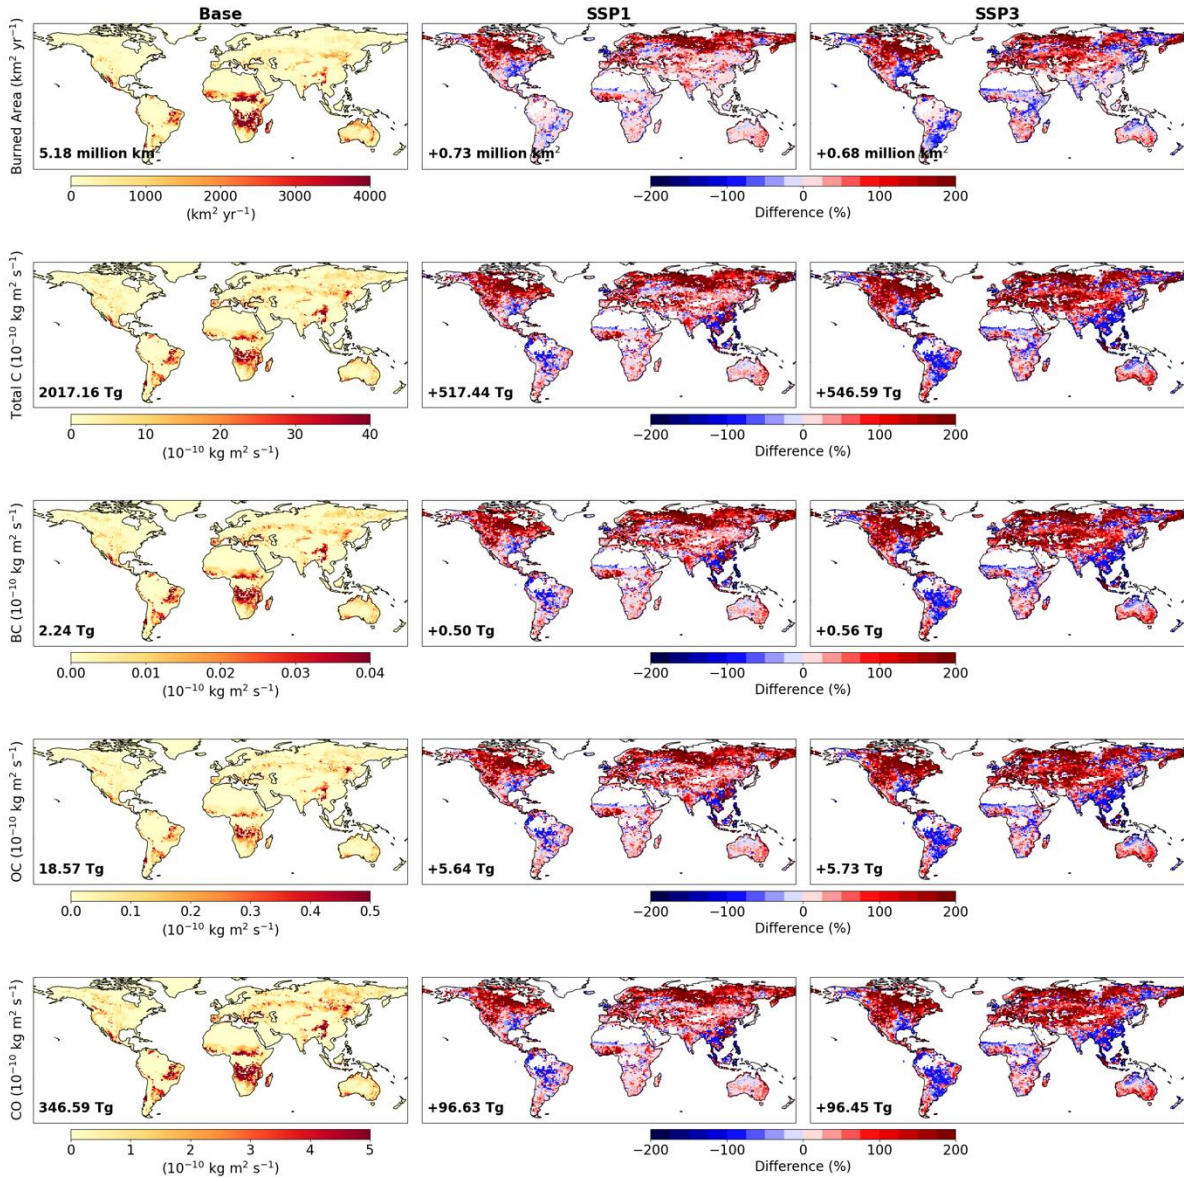 Base SSP1 SSP3
Burned Area (km² yr⁻¹)
5.18 million km² +0.73 million km² +0.68 million km²
0 1000 2000 3000 4000 −200 −100 0 100 200
(km² yr⁻¹) Difference (%)
Total C (10⁻¹⁰ kg m² s⁻¹)
2017.16 Tg +517.44 Tg +546.59 Tg
0 10 20 30 40 −200 −100 0 100 200
(10⁻¹⁰ kg m² s⁻¹) Difference (%)
BC (10⁻¹⁰ kg m² s⁻¹)
2.24 Tg +0.50 Tg +0.56 Tg
0.00 0.01 0.02 0.03 0.04 −200 −100 0 100 200
(10⁻¹⁰ kg m² s⁻¹) Difference (%)
OC (10⁻¹⁰ kg m² s⁻¹)
18.57 Tg +5.64 Tg +5.73 Tg
0.0 0.1 0.2 0.3 0.4 0.5 −200 −100 0 100 200
(10⁻¹⁰ kg m² s⁻¹) Difference (%)
CO (10⁻¹⁰ kg m² s⁻¹)
346.59 Tg +96.63 Tg +96.45 Tg
0 1 2 3 4 5 −200 −100 0 100 200
(10⁻¹⁰ kg m² s⁻¹) Difference (%)